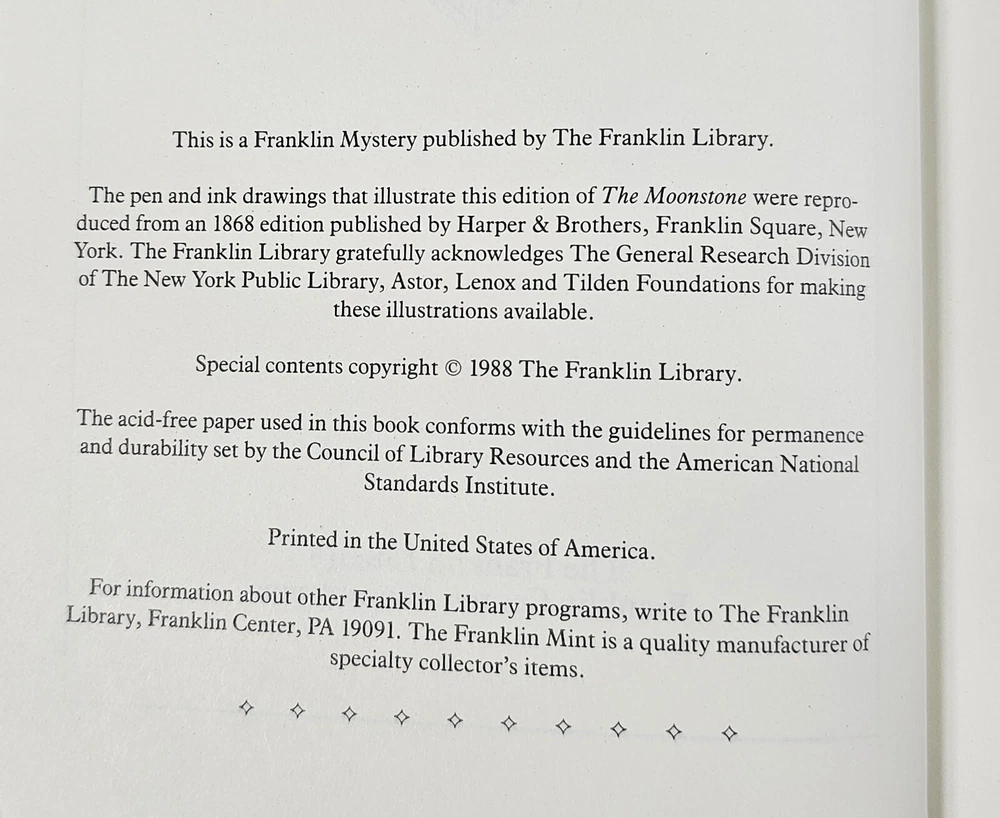 This is a Franklin Mystery published by The Franklin Library.
The pen and ink drawings that illustrate this edition of The Moonstone were repro-
duced from an 1868 edition published by Harper & Brothers, Franklin Square, New
York. The Franklin Library gratefully acknowledges The General Research Division
of The New York Public Library, Astor, Lenox and Tilden Foundations for making
these illustrations available.
Special contents copyright © 1988 The Franklin Library.
The acid-free paper used in this book conforms with the guidelines for permanence
and durability set by the Council of Library Resources and the American National
Standards Institute.
Printed in the United States of America.
For information about other Franklin Library programs, write to The Franklin
Library, Franklin Center, PA 19091. The Franklin Mint is a quality manufacturer of
specialty collector's items.